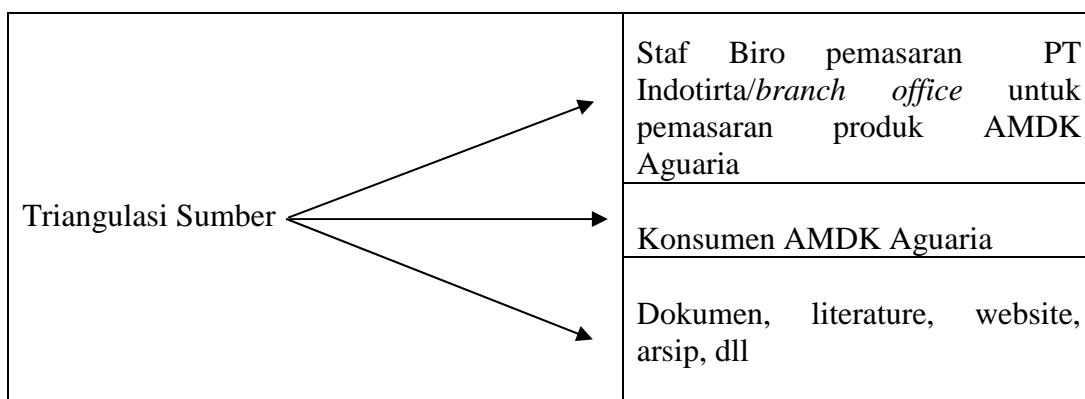 Triangulasi Sumber
Staf Biro pemasaran PT
Indotirta/branch office untuk
pemasaran produk AMDK
Aguaria
Konsumen AMDK Aguaria
Dokumen, literature, website,
arsip, dll